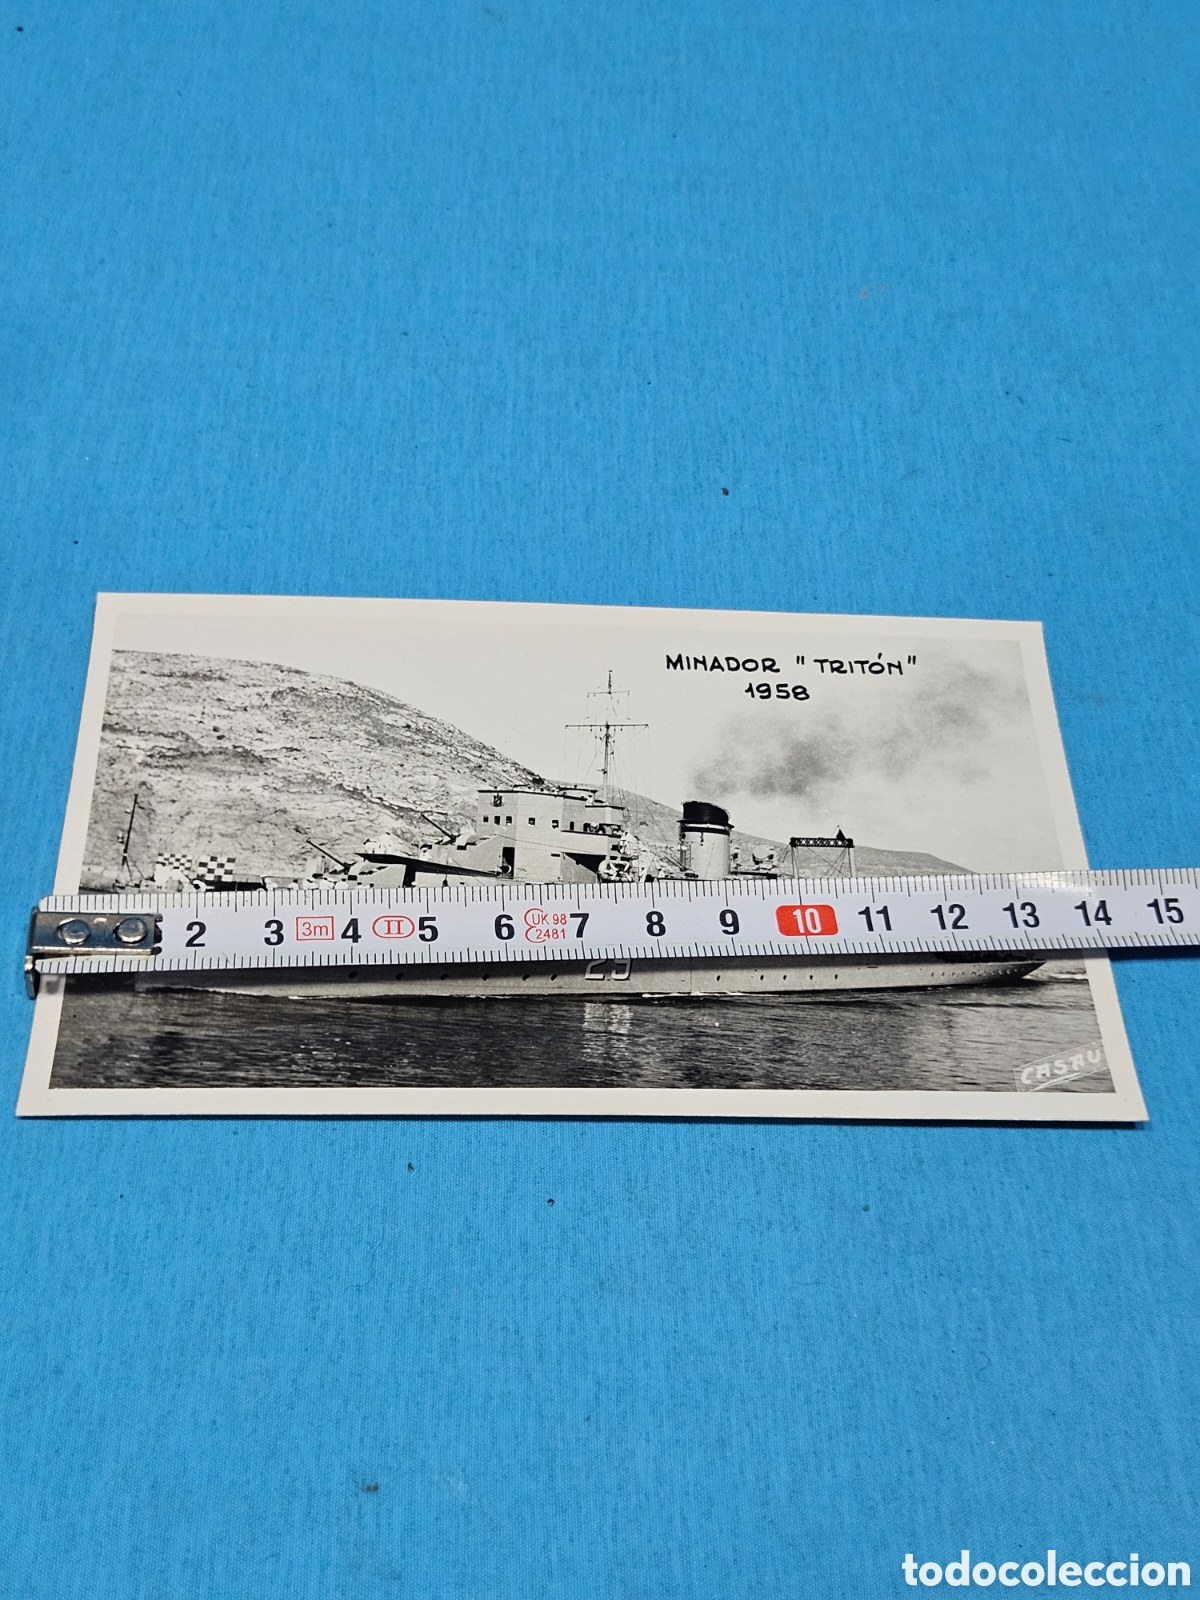 MINADOR "TRITÓN"
1958
2 3 3m 4 II 5 6 UK 98 2481 7 8 9 10 11 12 13 14 15
CASAU
todocoleccion